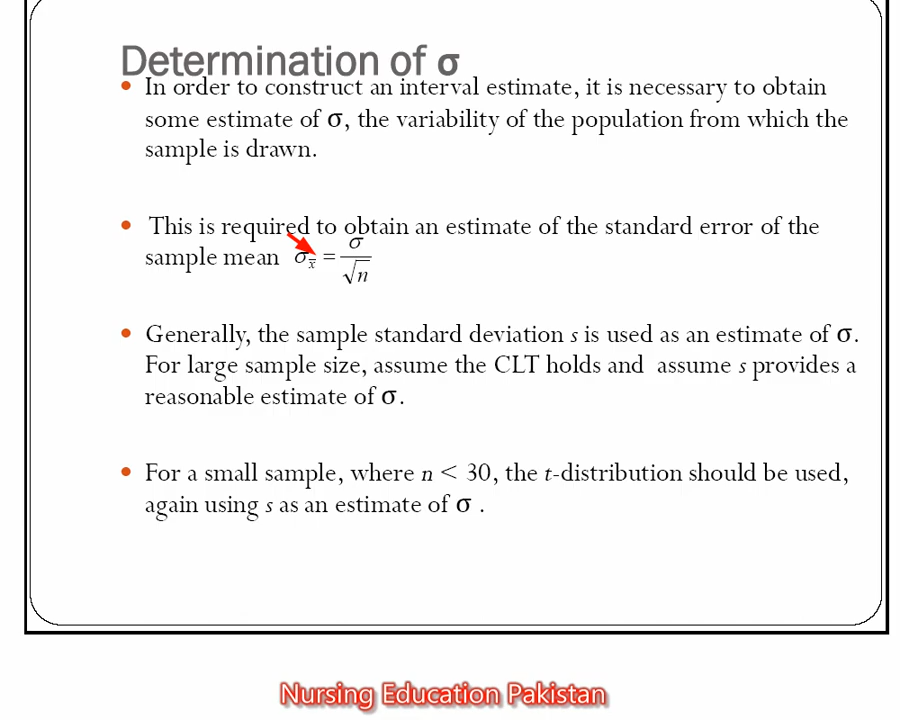 Determination of σ
• In order to construct an interval estimate, it is necessary to obtain
some estimate of σ, the variability of the population from which the
sample is drawn.
• This is required to obtain an estimate of the standard error of the
sample mean σx̅ = σ/√n
• Generally, the sample standard deviation s is used as an estimate of σ.
For large sample size, assume the CLT holds and assume s provides a
reasonable estimate of σ.
• For a small sample, where n < 30, the t-distribution should be used,
again using s as an estimate of σ .
Nursing Education Pakistan